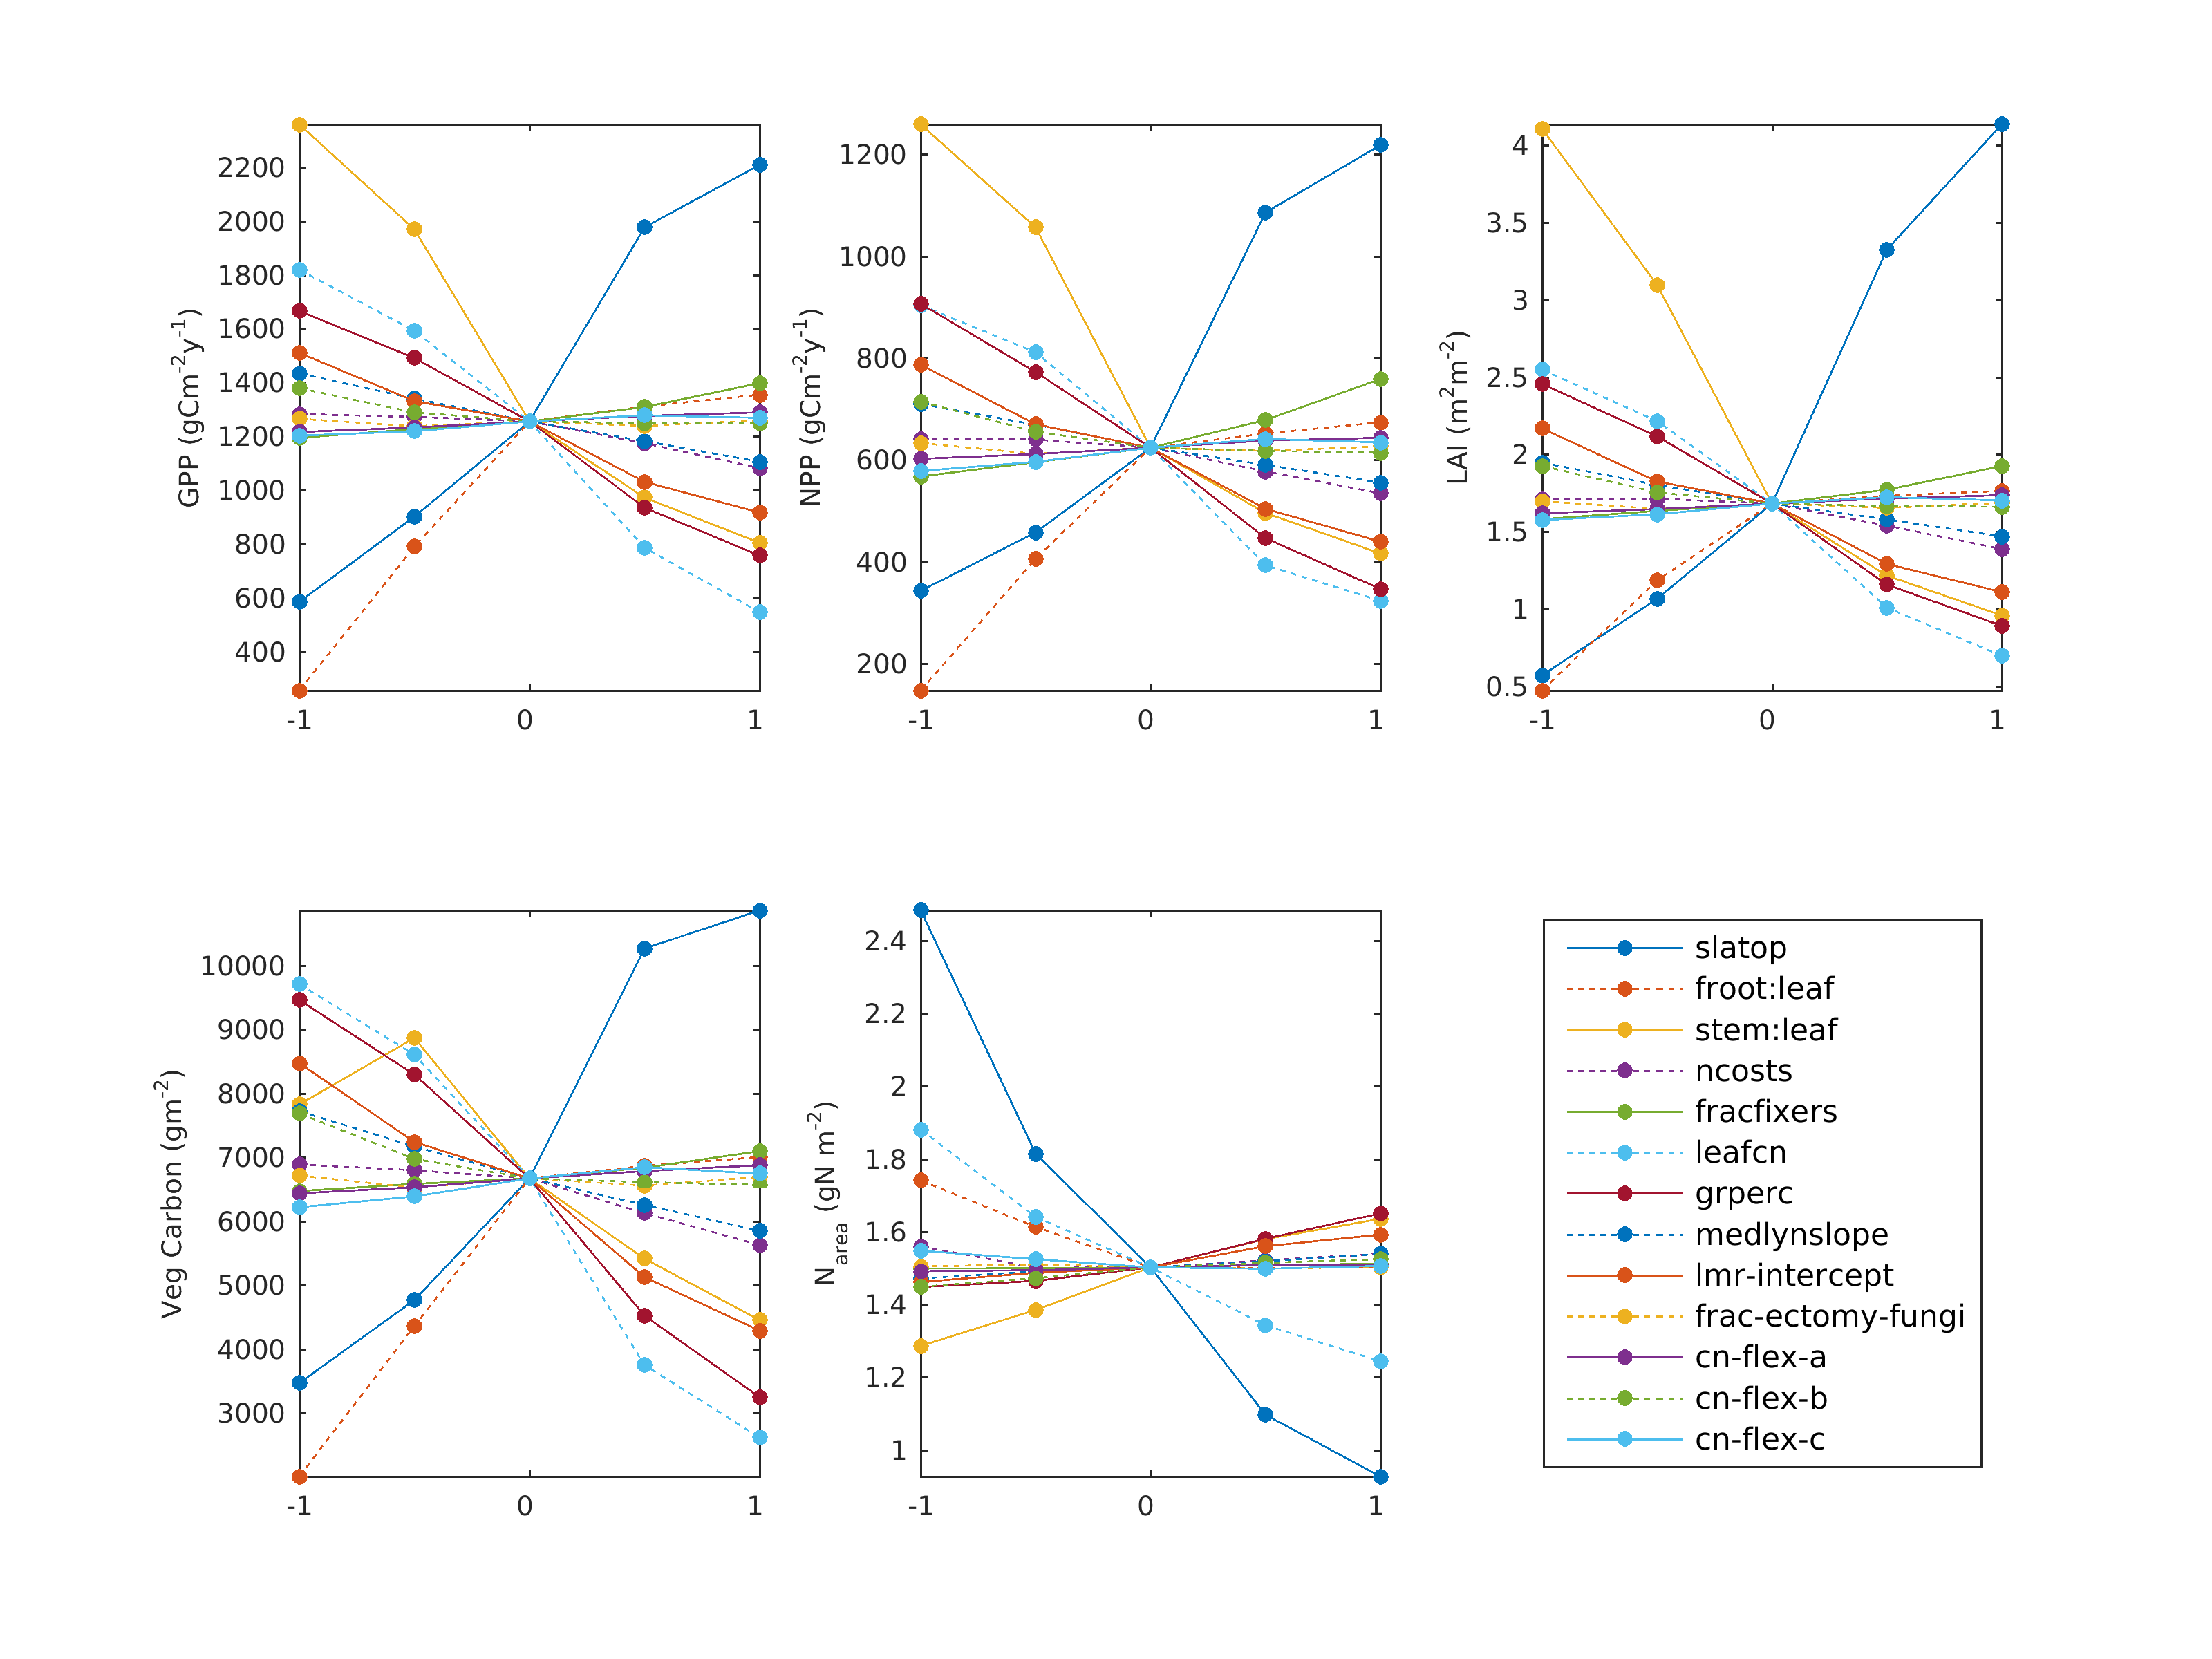 GPP (gCm-2y-1)
2200
2000
1800
1600
1400
1200
1000
800
600
400
-1 0 1
NPP (gCm-2y-1)
1200
1000
800
600
400
200
-1 0 1
LAI (m2m-2)
4
3.5
3
2.5
2
1.5
1
0.5
-1 0 1
Veg Carbon (gm-2)
10000
9000
8000
7000
6000
5000
4000
3000
-1 0 1
N area (gN m-2)
2.4
2.2
2
1.8
1.6
1.4
1.2
1
-1 0 1
slatop
froot:leaf
stem:leaf
ncosts
fracfixers
leafcn
grperc
medlynslope
lmr-intercept
frac-ectomy-fungi
cn-flex-a
cn-flex-b
cn-flex-c